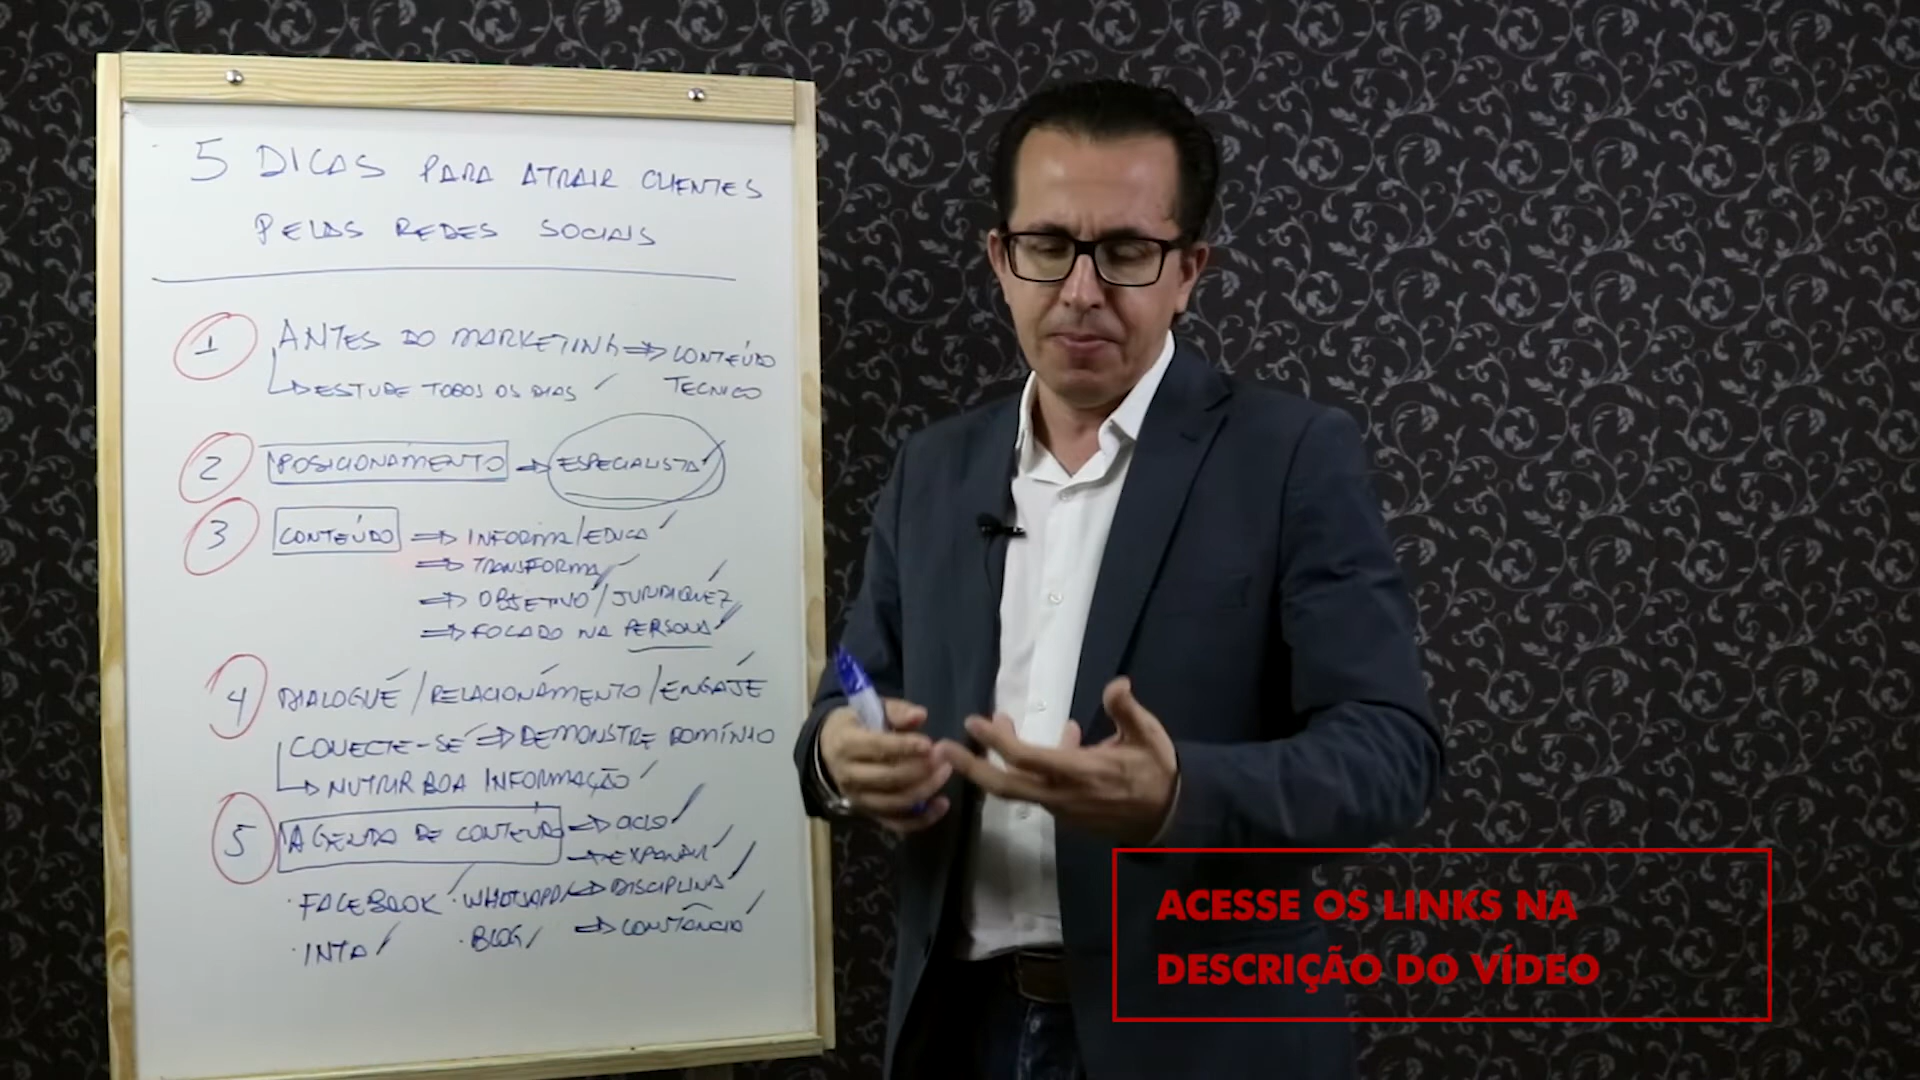 5 DICAS PARA ATRAIR CLIENTES
PELAS REDES SOCIAIS
1 ANTES DO MARKETING ⇒ CONTEÚDO
TECNICO
ESTUDE TODOS OS DIAS
2 POSICIONAMENTO → ESPECIALISTA
3 CONTEÚDO ⇒ INFORMA/EDUCA
⇒ TRANSFORMA
⇒ OBJETIVO/JURIDIQUEZ
⇒ FOCADO NA PERSONA
4 DIALOGUE/RELACIONAMENTO/ENGAJE
CONECTE-SE ⇒ DEMONSTRE DOMÍNIO
NUTRIR BOA INFORMAÇÃO
5 AGENDA DE CONTEÚDO ⇒ CICLO
→ EXPANDIR
· FACEBOOK · WHATSAPP ⇒ DISCIPLINA
⇒ CONSTÂNCIA
· INTA · BLOG
ACESSE OS LINKS NA
DESCRIÇÃO DO VÍDEO